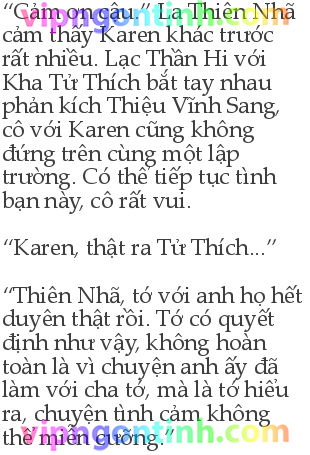 “Cảm ơn cậu.” La Thiên Nhã
cảm thấy Karen khác trước
rất nhiều. Lạc Thần Hi với
Kha Tử Thích bắt tay nhau
phản kích Thiệu Vĩnh Sang,
cô với Karen cũng không
đứng trên cùng một lập
trường. Có thể tiếp tục tình
bạn này, cô rất vui.
“Karen, thật ra Tử Thích...”
“Thiên Nhã, tớ với anh họ hết
duyên thật rồi. Tớ có quyết
định như vậy, không hoàn
toàn là vì chuyện anh ấy đã
làm với cha tớ, mà là tớ hiểu
ra, chuyện tình cảm không
thể miễn cưỡng.”
vipngontinh.com
vipngontinh.com